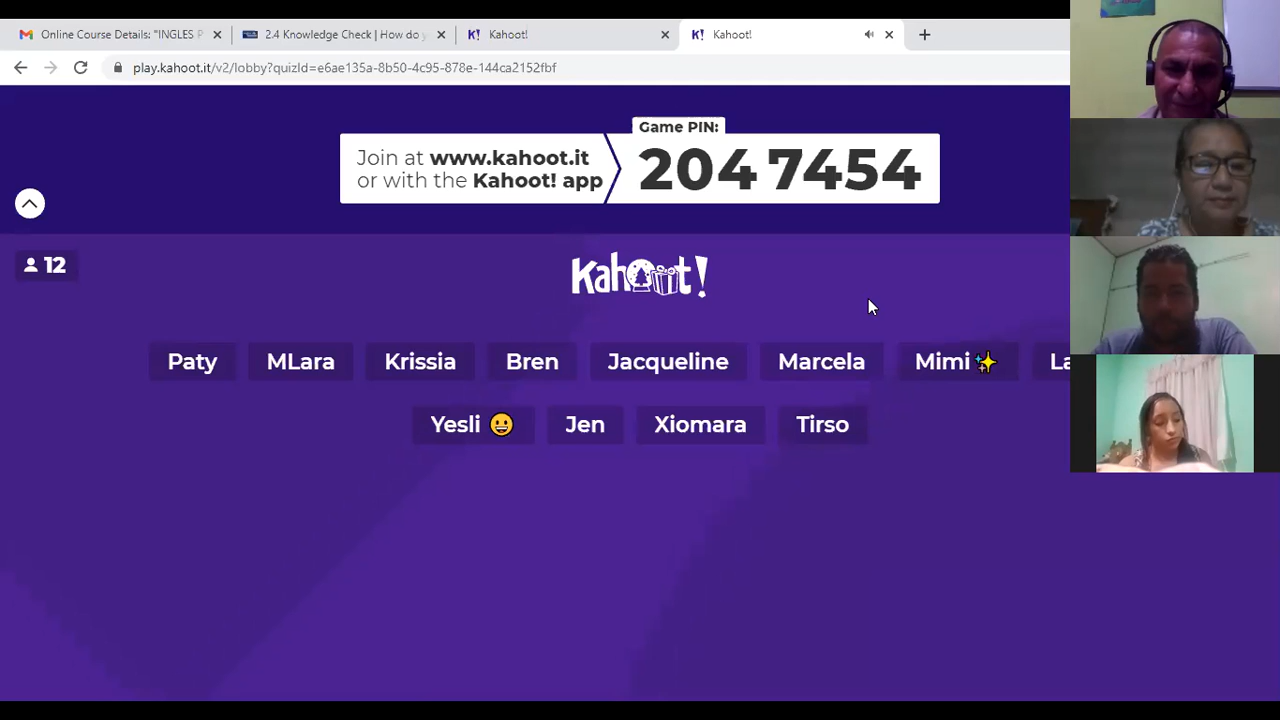 Online Course Details: "INGLES P
2.4 Knowledge Check | How do y
Kahoot!
Kahoot!
play.kahoot.it/v2/lobby?quizId=e6ae135a-8b50-4c95-878e-144ca2152fbf
Game PIN:
Join at www.kahoot.it
or with the Kahoot! app
204 7454
12
Kahoot!
Paty MLara Krissia Bren Jacqueline Marcela Mimi✨ La
Yesli 😀 Jen Xiomara Tirso